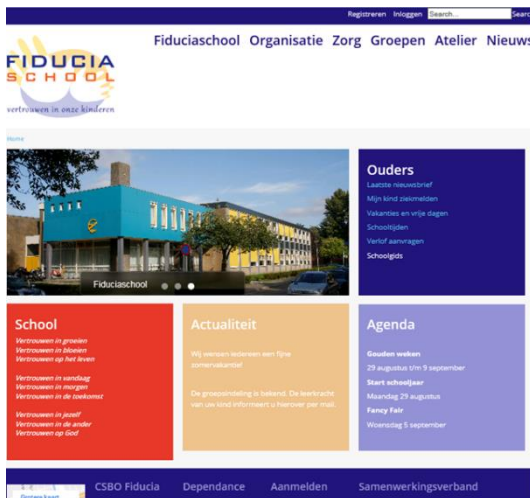 Registreren Inloggen Search... Searc
FIDUCIA
SCHOOL
vertrouwen in onze kinderen
Fiduciaschool Organisatie Zorg Groepen Atelier Nieuws
Home
Fiduciaschool
Ouders
Laatste nieuwsbrief
Mijn kind ziekmelden
Vakanties en vrije dagen
Schooltijden
Verlof aanvragen
Schoolgids
School
Vertrouwen in groeien
Vertrouwen in bloeien
Vertrouwen op het leven
Vertrouwen in vandaag
Vertrouwen in morgen
Vertrouwen in de toekomst
Vertrouwen in jezelf
Vertrouwen in de ander
Vertrouwen op God
Actualiteit
Wij wensen iedereen een fijne
zomervakantie!
De groepsindeling is bekend. De leerkracht
van uw kind informeert u hierover per mail.
Agenda
Gouden weken
29 augustus t/m 9 september
Start schooljaar
Maandag 29 augustus
Fancy Fair
Woensdag 5 september
CSBO Fiducia Dependance Aanmelden Samenwerkingsverband